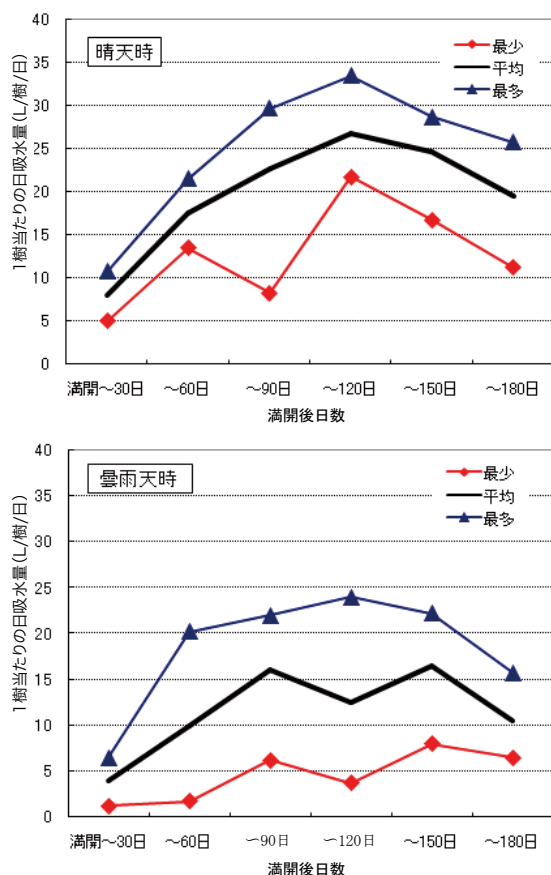 晴天時
最少
平均
最多
1樹当たりの日吸水量(L/樹/日)
40
35
30
25
20
15
10
5
0
満開～30日 ～60日 ～90日 ～120日 ～150日 ～180日
満開後日数
曇雨天時
最少
平均
最多
1樹当たりの日吸水量(L/樹/日)
40
35
30
25
20
15
10
5
0
満開～30日 ～60日 ～90日 ～120日 ～150日 ～180日
満開後日数